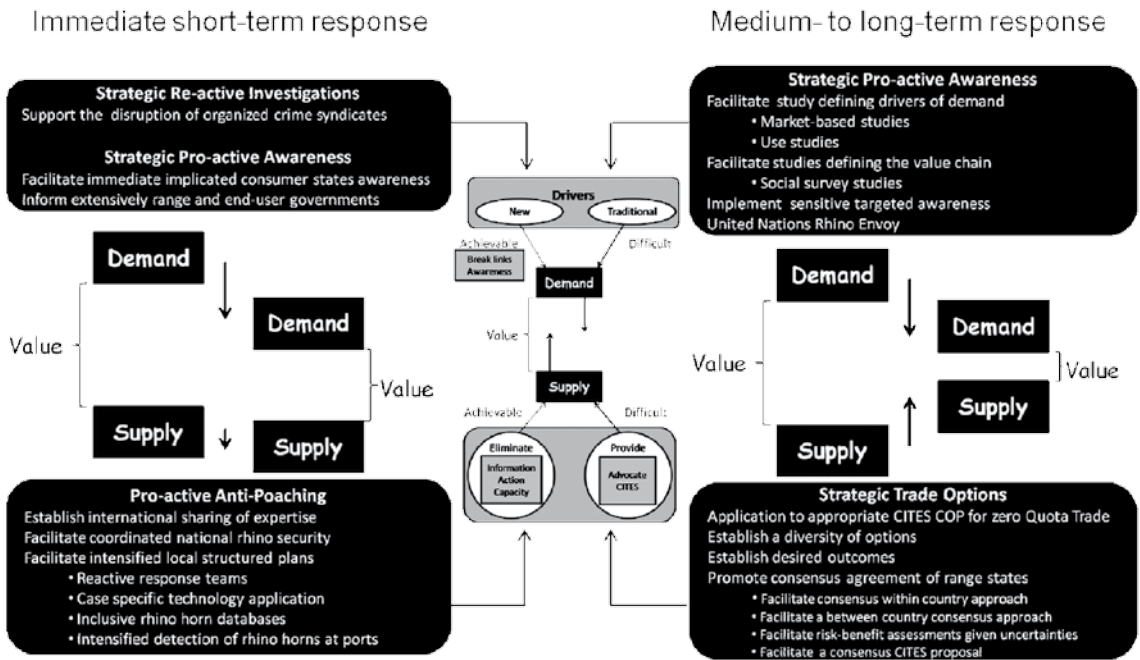 Immediate short-term response
Medium- to long-term response
Strategic Re-active Investigations
Support the disruption of organized crime syndicates
Strategic Pro-active Awareness
Facilitate immediate implicated consumer states awareness
Inform extensively range and end-user governments
Demand
Demand
Value
Value
Supply
Supply
Pro-active Anti-Poaching
Establish international sharing of expertise
Facilitate coordinated national rhino security
Facilitate intensified local structured plans
• Reactive response teams
• Case specific technology application
• Inclusive rhino horn databases
• Intensified detection of rhino horns at ports
Drivers
New
Traditional
Achievable
Difficult
Break links
Awareness
Demand
Value
Supply
Achievable
Difficult
Eliminate
Information
Action
Capacity
Provide
Advocate
CITES
Strategic Pro-active Awareness
Facilitate study defining drivers of demand
• Market-based studies
• Use studies
Facilitate studies defining the value chain
• Social survey studies
Implement sensitive targeted awareness
United Nations Rhino Envoy
Demand
Demand
Value
Value
Supply
Supply
Strategic Trade Options
Application to appropriate CITES COP for zero Quota Trade
Establish a diversity of options
Establish desired outcomes
Promote consensus agreement of range states
• Facilitate consensus within country approach
• Facilitate a between country consensus approach
• Facilitate risk-benefit assessments given uncertainties
• Facilitate a consensus CITES proposal